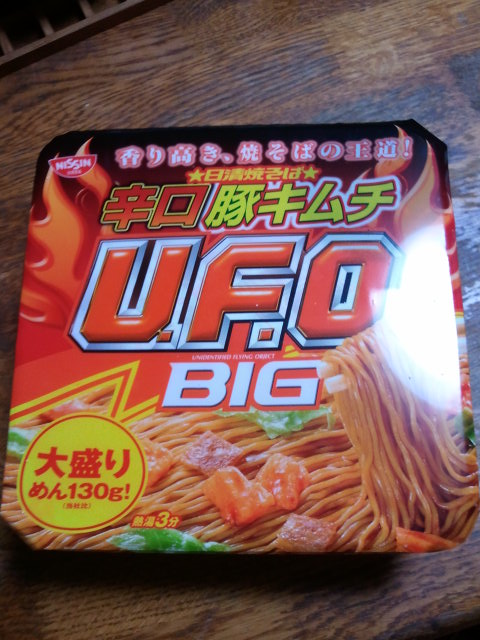 NISSIN
香り高き、焼そばの王道!
★日清焼そば★
辛口 豚キムチ
U.F.O
UNIDENTIFIED FLYING OBJECT
BIG
大盛り
めん130g!
(当社比)
熱湯3分